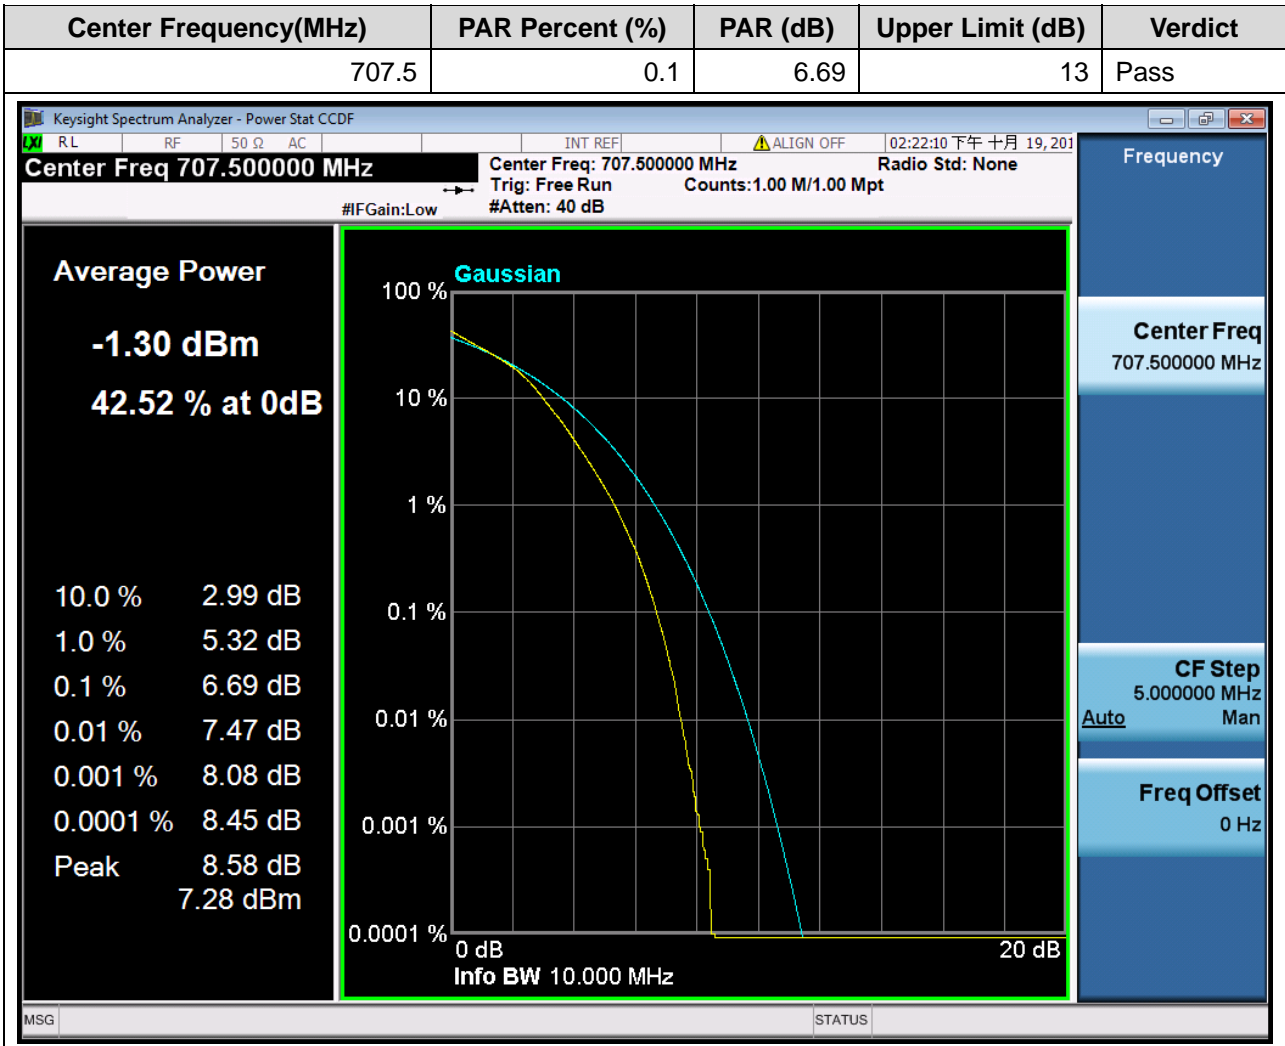 Center Frequency(MHz) PAR Percent (%) PAR (dB) Upper Limit (dB) Verdict
707.5 0.1 6.69 13 Pass
Keysight Spectrum Analyzer - Power Stat CCDF
LXI RL RF 50 Ω AC INT REF ALIGN OFF 02:22:10 下午 十月 19, 201
Center Freq 707.500000 MHz
Center Freq: 707.500000 MHz Radio Std: None
Trig: Free Run Counts:1.00 M/1.00 Mpt
#IFGain:Low #Atten: 40 dB
Average Power
-1.30 dBm
42.52 % at 0dB
10.0 % 2.99 dB
1.0 % 5.32 dB
0.1 % 6.69 dB
0.01 % 7.47 dB
0.001 % 8.08 dB
0.0001 % 8.45 dB
Peak 8.58 dB
7.28 dBm
Gaussian
100 %
10 %
1 %
0.1 %
0.01 %
0.001 %
0.0001 %
0 dB 20 dB
Info BW 10.000 MHz
Frequency
Center Freq
707.500000 MHz
CF Step
5.000000 MHz
Auto Man
Freq Offset
0 Hz
MSG STATUS